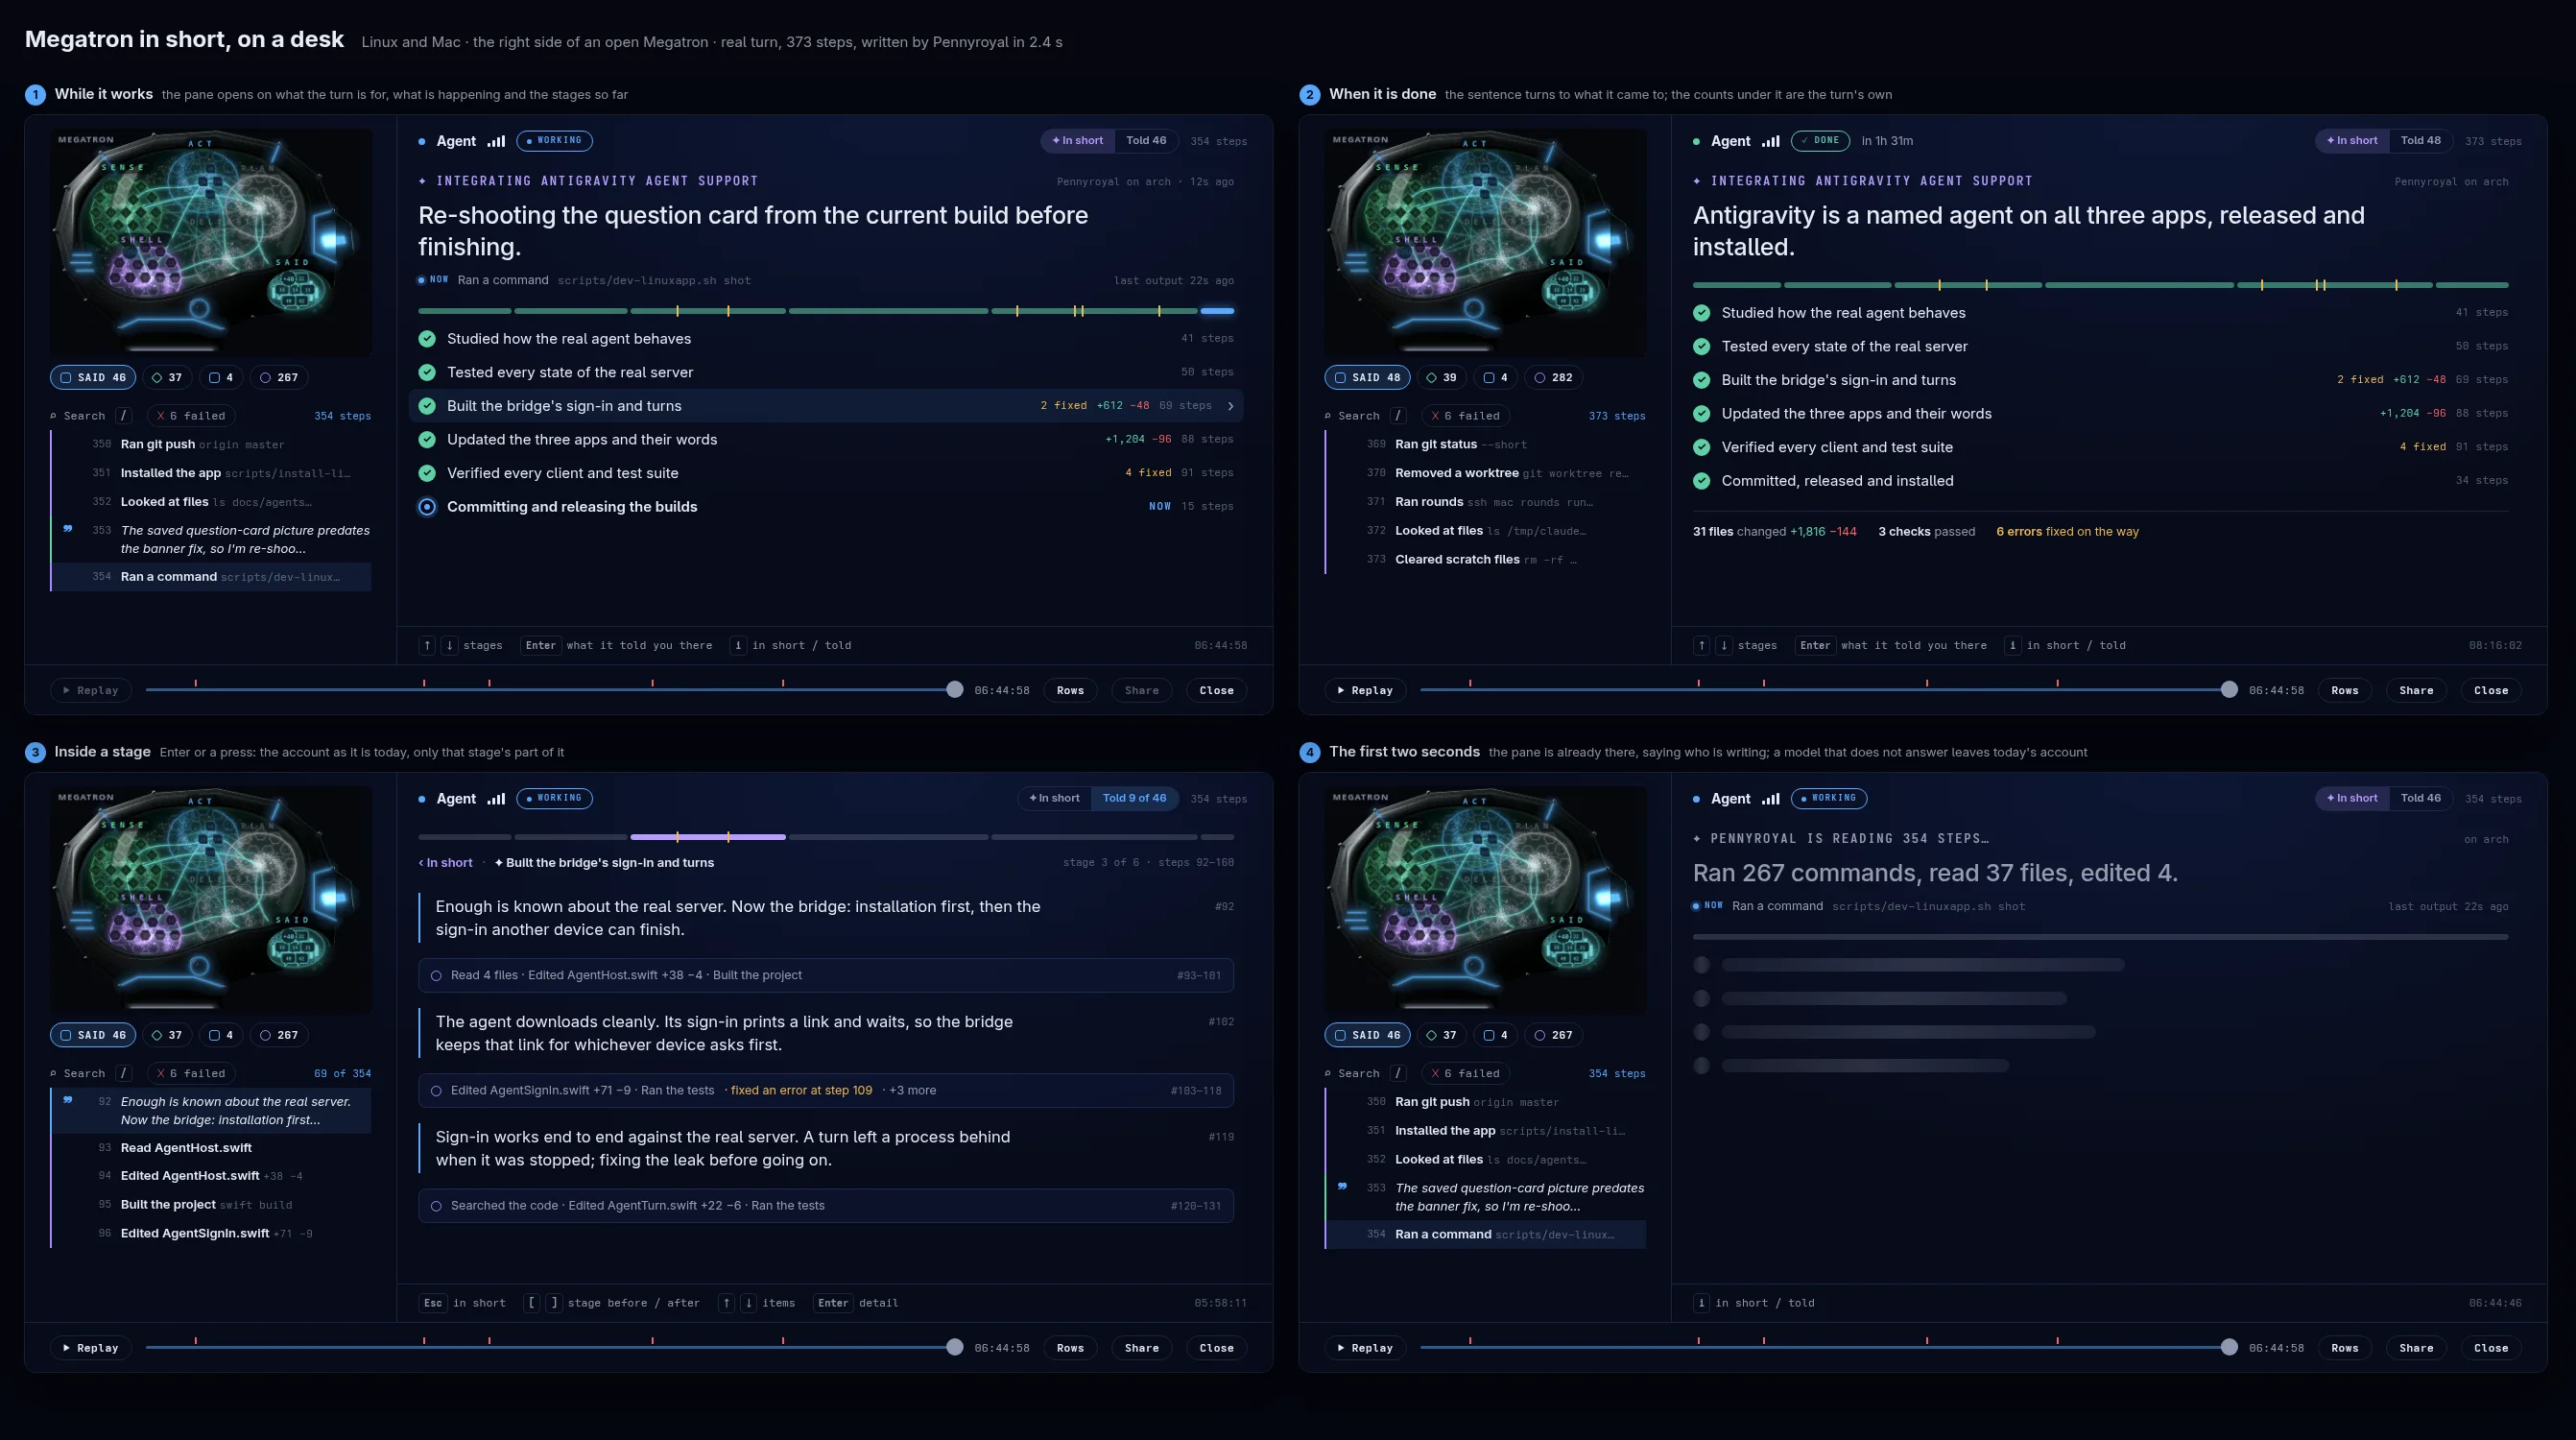 Megatron in short, on a desk
Linux and Mac · the right side of an open Megatron · real turn, 373 steps, written by Pennyroyal in 2.4 s
1 While it works the pane opens on what the turn is for, what is happening and the stages so far
MEGATRON
ACT
SENSE
PLAN
SHELL
SAID
SAID 46 37 4 267
Search / X 6 failed 354 steps
350 Ran git push origin master
351 Installed the app scripts/install-li…
352 Looked at files ls docs/agents…
353 The saved question-card picture predates
the banner fix, so I'm re-shoo...
354 Ran a command scripts/dev-linux…
Agent WORKING ✦ In short Told 46 354 steps
✦ INTEGRATING ANTIGRAVITY AGENT SUPPORT Pennyroyal on arch · 12s ago
Re-shooting the question card from the current build before
finishing.
NOW Ran a command scripts/dev-linuxapp.sh shot last output 22s ago
Studied how the real agent behaves 41 steps
Tested every state of the real server 50 steps
Built the bridge's sign-in and turns 2 fixed +612 −48 69 steps ›
Updated the three apps and their words +1,204 −96 88 steps
Verified every client and test suite 4 fixed 91 steps
Committing and releasing the builds NOW 15 steps
↑ ↓ stages Enter what it told you there i in short / told 06:44:58
▶ Replay 06:44:58 Rows Share Close
2 When it is done the sentence turns to what it came to; the counts under it are the turn's own
MEGATRON
ACT
SENSE
PLAN
SHELL
SAID
SAID 48 39 4 282
Search / X 6 failed 373 steps
369 Ran git status --short
370 Removed a worktree git worktree re…
371 Ran rounds ssh mac rounds run…
372 Looked at files ls /tmp/claude…
373 Cleared scratch files rm -rf …
Agent ✓ DONE in 1h 31m ✦ In short Told 48 373 steps
✦ INTEGRATING ANTIGRAVITY AGENT SUPPORT Pennyroyal on arch
Antigravity is a named agent on all three apps, released and
installed.
Studied how the real agent behaves 41 steps
Tested every state of the real server 50 steps
Built the bridge's sign-in and turns 2 fixed +612 −48 69 steps
Updated the three apps and their words +1,204 −96 88 steps
Verified every client and test suite 4 fixed 91 steps
Committed, released and installed 34 steps
31 files changed +1,816 −144 3 checks passed 6 errors fixed on the way
↑ ↓ stages Enter what it told you there i in short / told 08:16:02
▶ Replay 06:44:58 Rows Share Close
3 Inside a stage Enter or a press: the account as it is today, only that stage's part of it
MEGATRON
ACT
SENSE
PLAN
SHELL
SAID
SAID 46 37 4 267
Search / X 6 failed 69 of 354
92 Enough is known about the real server.
Now the bridge: installation first...
93 Read AgentHost.swift
94 Edited AgentHost.swift +38 −4
95 Built the project swift build
96 Edited AgentSignIn.swift +71 −9
Agent WORKING ✦ In short Told 9 of 46 354 steps
‹ In short · ✦ Built the bridge's sign-in and turns stage 3 of 6 · steps 92–160
Enough is known about the real server. Now the bridge: installation first, then the
sign-in another device can finish. #92
Read 4 files · Edited AgentHost.swift +38 −4 · Built the project #93–101
The agent downloads cleanly. Its sign-in prints a link and waits, so the bridge
keeps that link for whichever device asks first. #102
Edited AgentSignIn.swift +71 −9 · Ran the tests · fixed an error at step 109 · +3 more #103–118
Sign-in works end to end against the real server. A turn left a process behind
when it was stopped; fixing the leak before going on. #119
Searched the code · Edited AgentTurn.swift +22 −6 · Ran the tests #120–131
Esc in short [ ] stage before / after ↑ ↓ items Enter detail 05:58:11
▶ Replay 06:44:58 Rows Share Close
4 The first two seconds the pane is already there, saying who is writing; a model that does not answer leaves today's account
MEGATRON
ACT
SENSE
PLAN
SHELL
SAID
SAID 46 37 4 267
Search / X 6 failed 354 steps
350 Ran git push origin master
351 Installed the app scripts/install-li…
352 Looked at files ls docs/agents…
353 The saved question-card picture predates
the banner fix, so I'm re-shoo...
354 Ran a command scripts/dev-linux…
Agent WORKING ✦ In short Told 46 354 steps
✦ PENNYROYAL IS READING 354 STEPS… on arch
Ran 267 commands, read 37 files, edited 4.
NOW Ran a command scripts/dev-linuxapp.sh shot last output 22s ago
i in short / told 06:44:46
▶ Replay 06:44:58 Rows Share Close